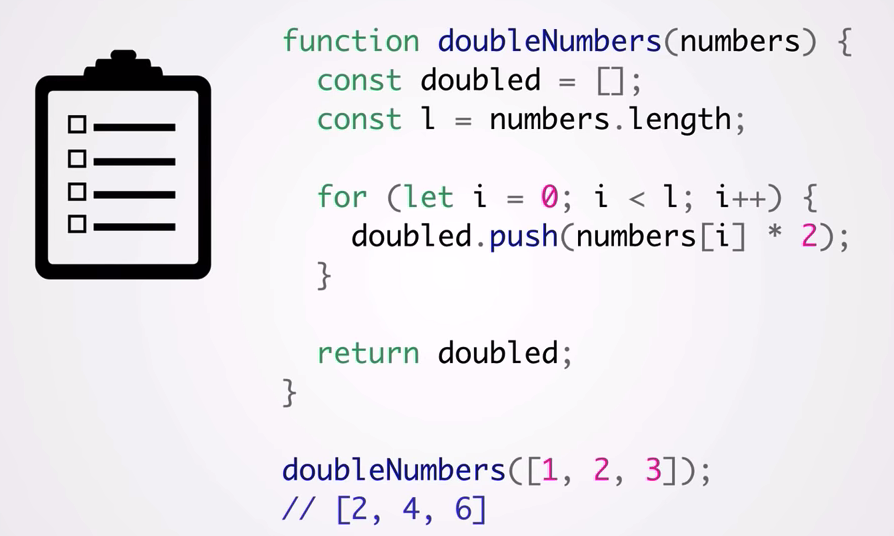 function doubleNumbers(numbers) {
  const doubled = [];
  const l = numbers.length;
  for (let i = 0; i < l; i++) {
    doubled.push(numbers[i] * 2);
  }
  return doubled;
}
doubleNumbers([1, 2, 3]);
// [2, 4, 6]